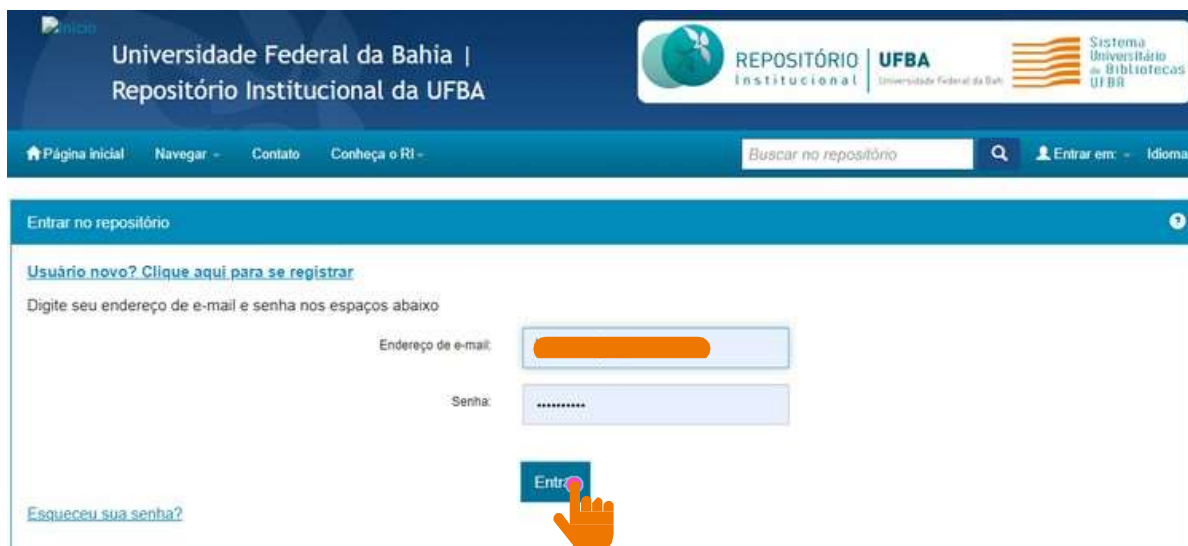 Início
Universidade Federal da Bahia |
Repositório Institucional da UFBA
REPOSITÓRIO
Institucional
UFBA
Universidade Federal da Bahi
Sistema
Universitário
de Bibliotecas
UFBA
Página inicial Navegar Contato Conheça o RI Buscar no repositório Entrar em: Idioma
Entrar no repositório
Usuário novo? Clique aqui para se registrar
Digite seu endereço de e-mail e senha nos espaços abaixo
Endereço de e-mail:
Senha:
Entra
Esqueceu sua senha?